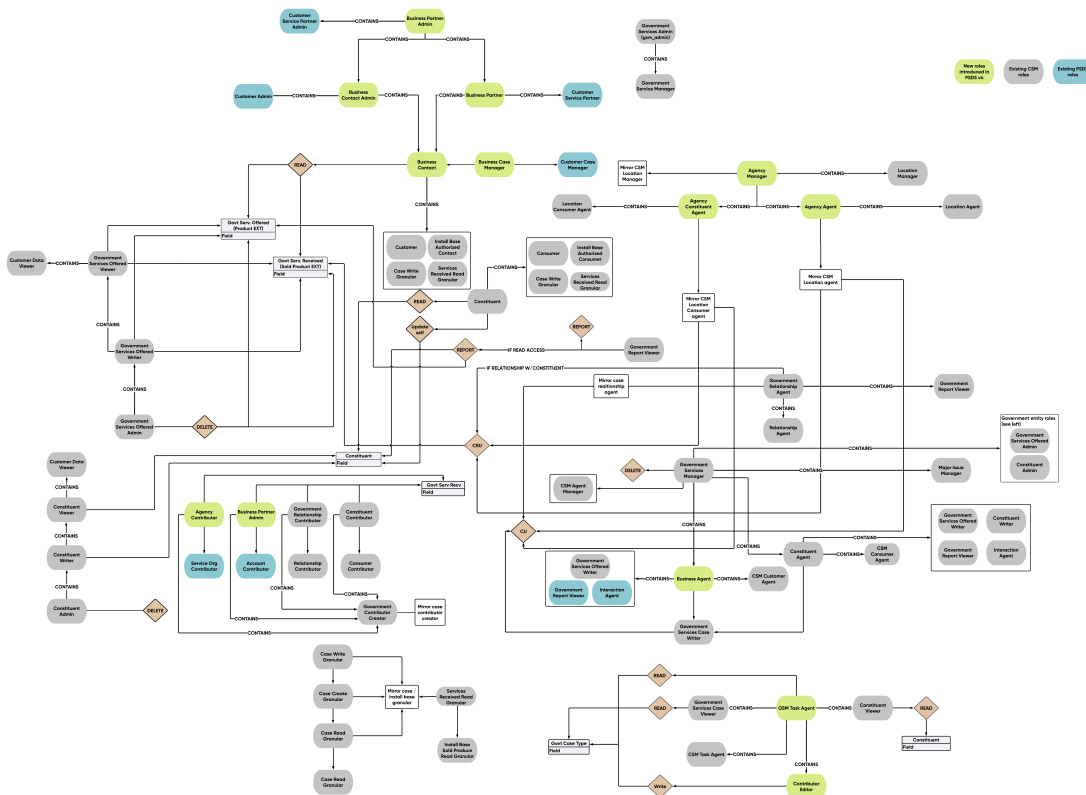 Customer
Service Partner
Admin
CONTAINS
Business Partner
Admin
CONTAINS
CONTAINS
Government
Services Admin
(gsm_admin)
CONTAINS
Government
Service Manager
New roles
introduced in
PSDS v4
Existing CSM
roles
Existing PSDS
roles
Customer Admin
CONTAINS
Business
Contact Admin
CONTAINS
CONTAINS
Business Partner
CONTAINS
Customer
Service Partner
READ
Business
Contact
Business Case
Manager
Customer Case
Manager
Mirror CSM
Location
Manager
Agency
Manager
CONTAINS
Location
Manager
CONTAINS
Location
Consumer Agent
CONTAINS
Agency
Constituent
Agent
CONTAINS
CONTAINS
Agency Agent
CONTAINS
Location Agent
Govt Serv. Offered
(Product EXT)
Field
Customer
Install Base
Authorized
Contact
Case Write
Granular
Services
Received Read
Granular
Consumer
Install Base
Authorized
Consumer
Case Write
Granular
Services
Received Read
Granular
CONTAINS
Customer Data
Viewer
CONTAINS
Government
Services Offered
Viewer
Govt Serv. Received
(Sold Product EXT)
Field
Mirror CSM
Location agent
READ
Constituent
Mirror CSM
Location
Consumer
agent
CONTAINS
Update
self
REPORT
Government
Services Offered
Writer
REPORT
IF READ ACCESS
Government
Report Viewer
CONTAINS
IF RELATIONSHIP W/CONSTITUENT
Mirror case
realtionship
agent
Government
Relationship
Agent
CONTAINS
Government
Report Viewer
CONTAINS
Relationship
Agent
Government
Services Offered
Admin
DELETE
Government entity roles
(see left)
Government
Services Offered
Admin
Constituent
Admin
CRU
Constituent
Field
Customer Data
Viewer
CONTAINS
DELETE
Government
Services
Manager
CONTAINS
Major Issue
Manager
CSM Agent
Manager
Govt Serv Recv
Field
Constituent
Viewer
Agency
Contributor
Business Partner
Admin
Government
Relationship
Contributor
Constituent
Contributor
CONTAINS
Government
Services Offered
Writer
Constituent
Writer
Government
Report Viewer
Interaction
Agent
CONTAINS
CU
CONTAINS
Constituent
Writer
Service Org
Contributor
Account
Contributor
Relationship
Contributor
Consumer
Contributor
Constituent
Agent
CONTAINS
CSM
Consumer
Agent
Government
Services Offered
Writer
Government
Report Viewer
Interaction
Agent
CONTAINS
Business Agent
CONTAINS
CSM Customer
Agent
CONTAINS
CONTAINS
CONTAINS
Constituent
Admin
DELETE
CONTAINS
CONTAINS
Government
Contributor
Creator
Mirror case
contributor
creator
Government
Services Case
Writer
Case Write
Granular
READ
Case Create
Granular
Mirror case /
install base
granular
Services
Received Read
Granular
READ
Government
Services Case
Viewer
CONTAINS
GSM Task Agent
CONTAINS
Constituent
Viewer
READ
Case Read
Granular
Install Base
Sold Produce
Read Granular
Gont Case Type
Field
CSM Task Agent
CONTAINS
Constituent
Field
CONTAINS
Case Read
Granular
Write
Contributor
Editor